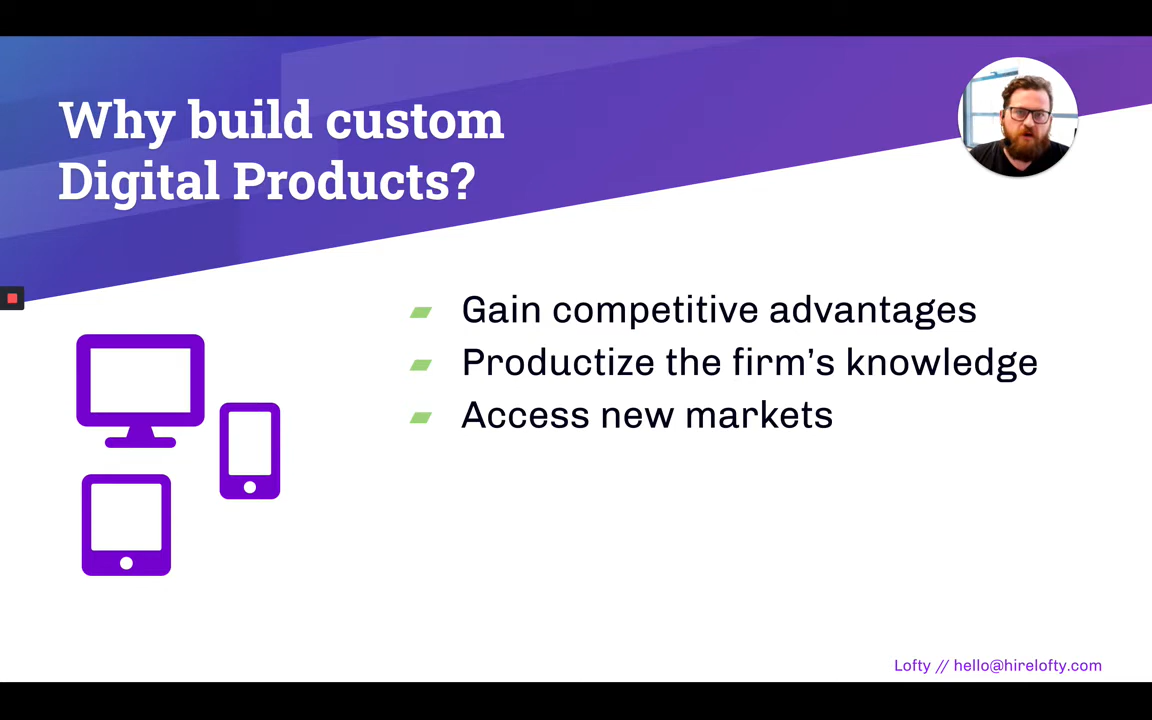 Why build custom
Digital Products?
Gain competitive advantages
Productize the firm’s knowledge
Access new markets
Lofty // hello@hirelofty.com